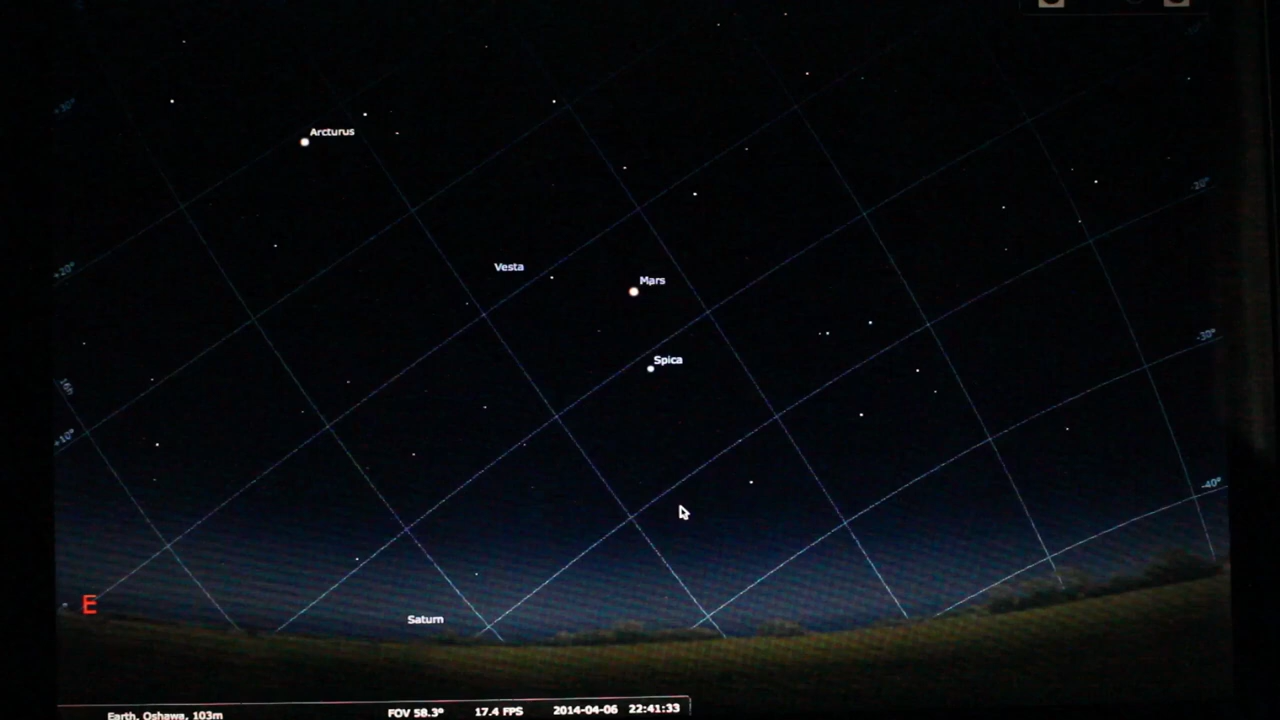 +30°
Arcturus
-20°
Vesta
+20°
Mars
-30°
Spica
16h
+10°
-40°
E
Saturn
Earth, Oshawa, 103m FOV 58.3° 17.4 FPS 2014-04-06 22:41:33